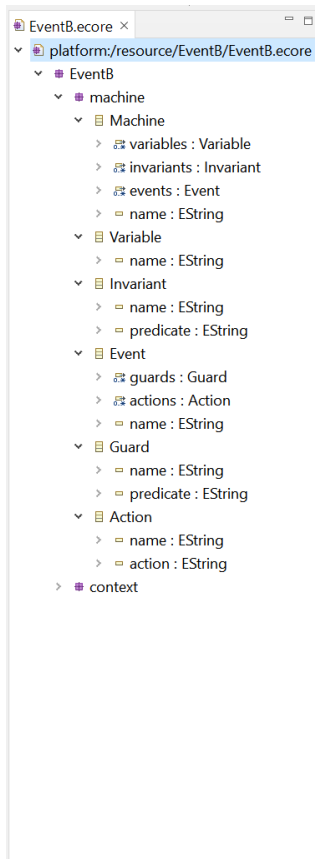 EventB.ecore
platform:/resource/EventB/EventB.ecore
EventB
machine
Machine
variables : Variable
invariants : Invariant
events : Event
name : EString
Variable
name : EString
Invariant
name : EString
predicate : EString
Event
guards : Guard
actions : Action
name : EString
Guard
name : EString
predicate : EString
Action
name : EString
action : EString
context